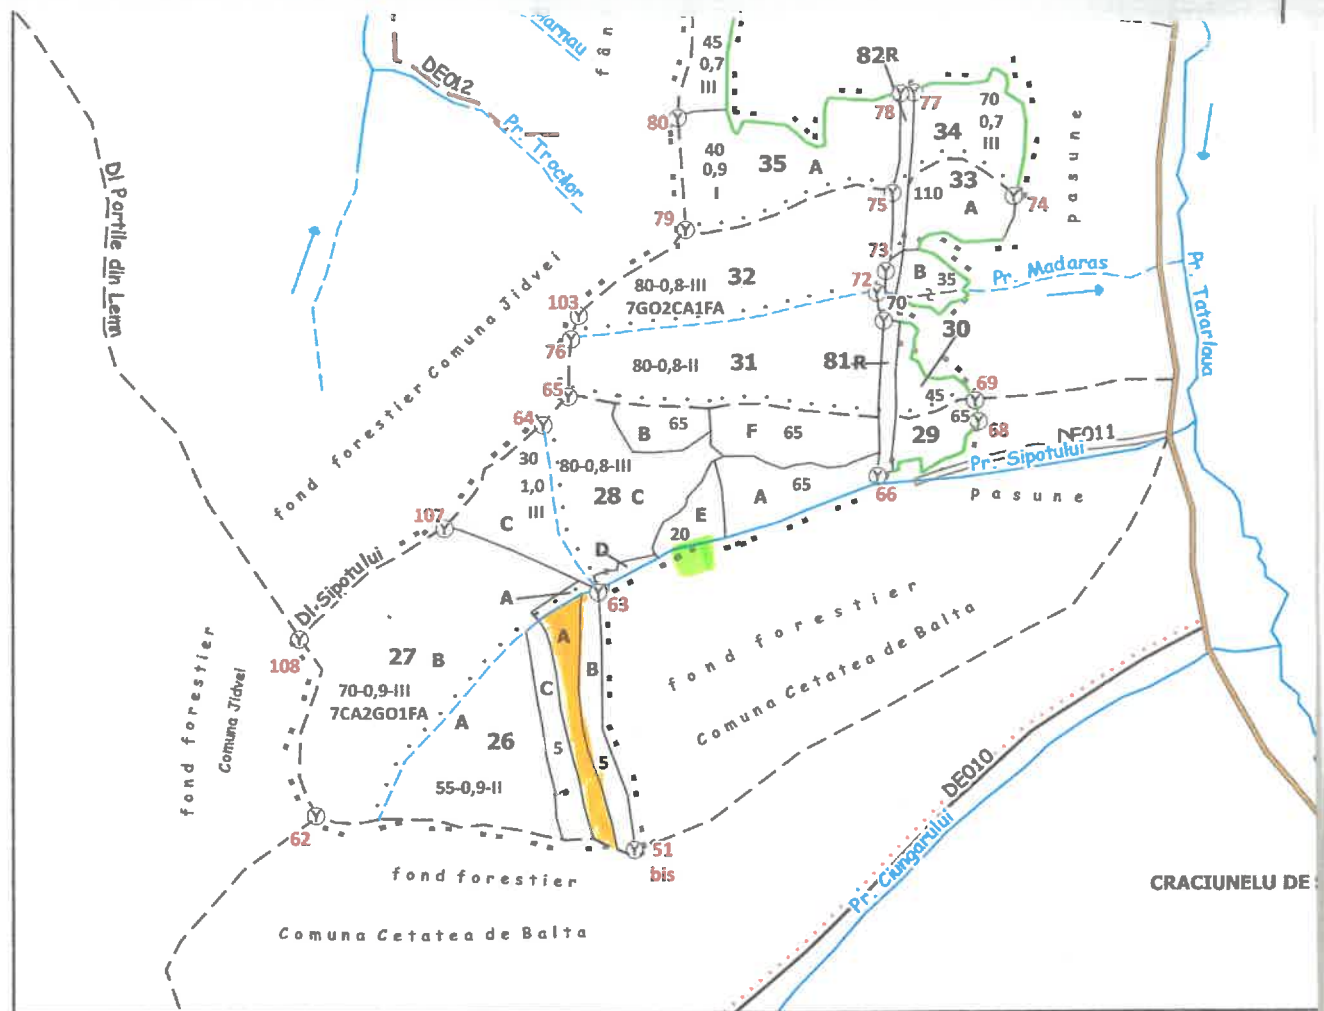 DE012
Pr. Trochor
fân
45
0,7
III
82R
80
78
77
70
0,7
III
34
Pasune
40
0,9
I
35
A
33
110
A
75
74
79
73
32
80-0,8-III
7GO2CA1FA
72
B
35
Pr. Madaras
70
Pr. Tatarlaua
Dl Portile din Lemn
fond forestier Comuna Jidvei
103
76
31
80-0,8-II
81R
30
65
69
45
64
B
65
F
65
29
65
68
DE011
Pr. Sipotului
Pasune
30
1,0
III
80-0,8-III
28
C
A
65
66
107
C
E
20
D
A
63
Dl. Sipotului
108
fond forestier
Comuna Jidvei
27
B
70-0,9-III
7CA2GO1FA
A
26
55-0,9-II
A
B
C
5
5
fond forestier
Comuna Cetatea de Balta
62
51
bis
fond forestier
Comuna Cetatea de Balta
DE010
Pr. Ciungarului
CRACIUNELU DE